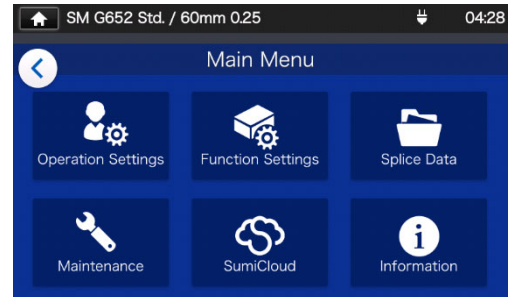 SM G652 Std. / 60mm 0.25 04:28
Main Menu
Operation Settings Function Settings Splice Data
Maintenance SumiCloud Information